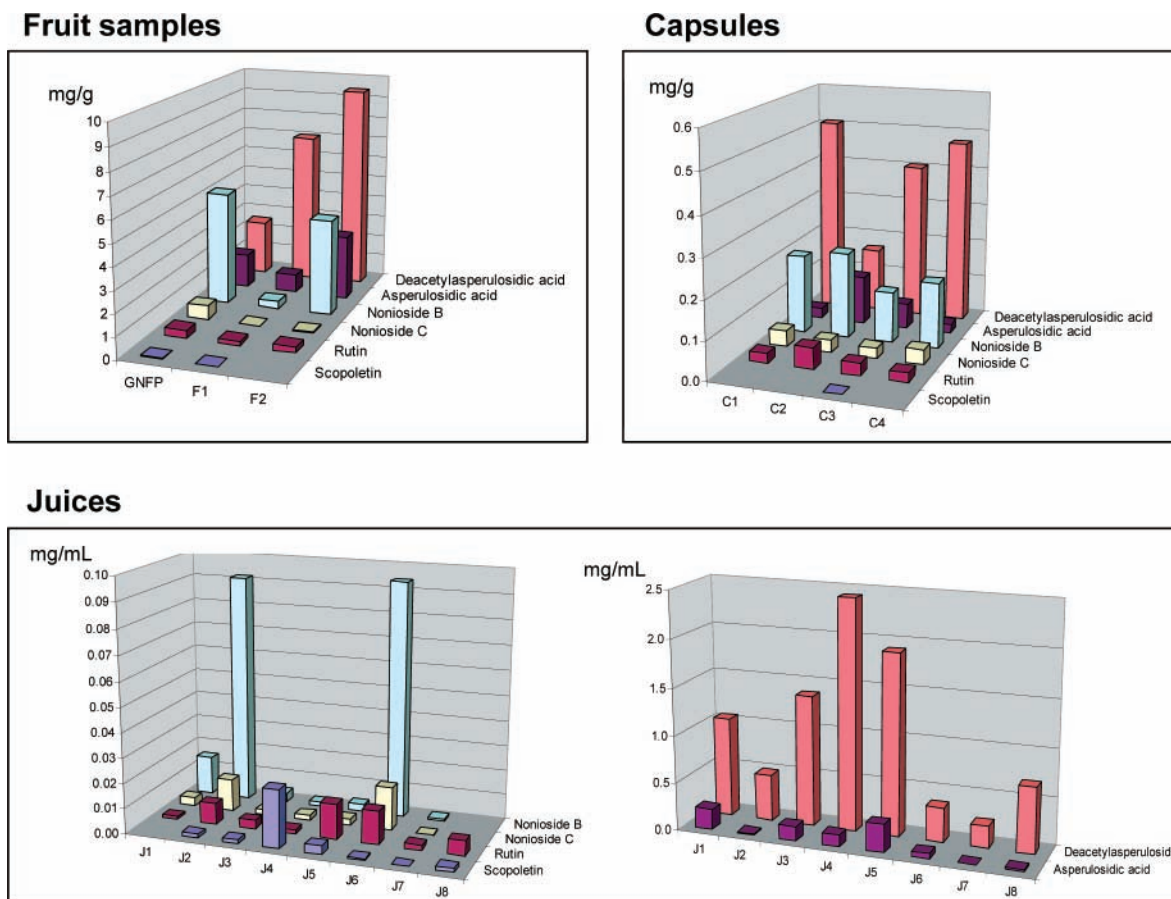 Fruit samples
mg/g
10
9
8
7
6
5
4
3
2
1
0
GNFP
F1
F2
Deacetylasperulosidic acid
Asperulosidic acid
Nonioside B
Nonioside C
Rutin
Scopoletin
Capsules
mg/g
0.6
0.5
0.4
0.3
0.2
0.1
0.0
C1
C2
C3
C4
Deacetylasperulosidic acid
Asperulosidic acid
Nonioside B
Nonioside C
Rutin
Scopoletin
Juices
mg/mL
0.10
0.09
0.08
0.07
0.06
0.05
0.04
0.03
0.02
0.01
0.00
J1
J2
J3
J4
J5
J6
J7
J8
Nonioside B
Nonioside C
Rutin
Scopoletin
mg/mL
2.5
2.0
1.5
1.0
0.5
0.0
J1
J2
J3
J4
J5
J6
J7
J8
Deacetylasperulosid
Asperulosidic acid